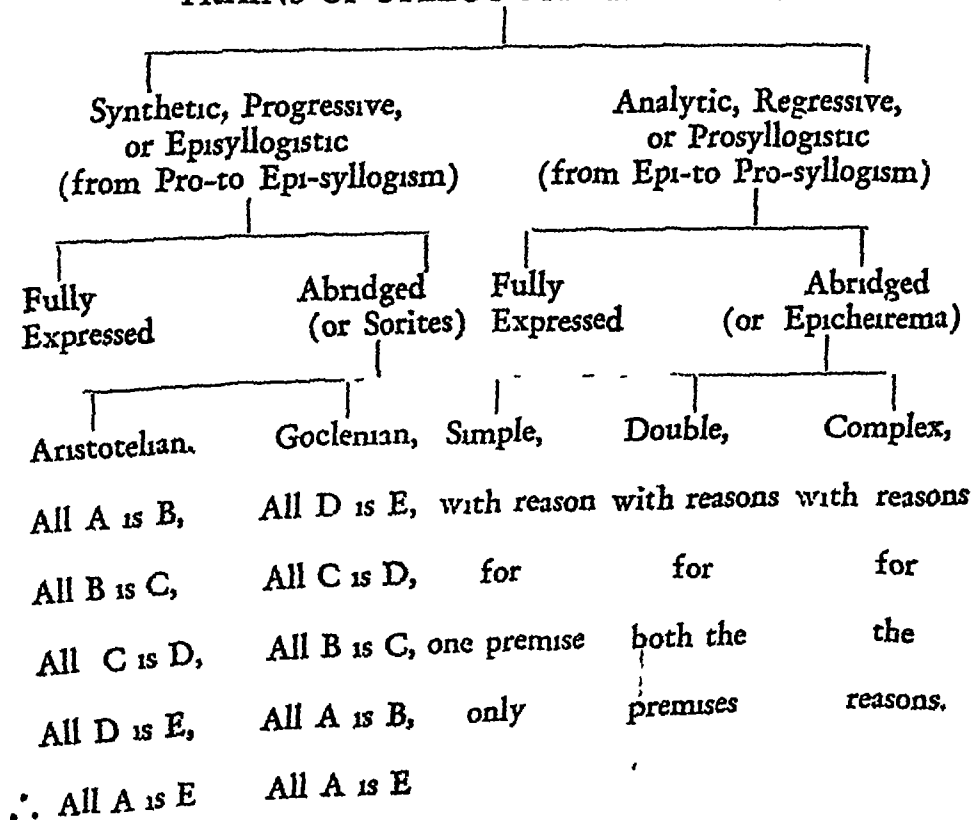 Synthetic, Progressive,
or Episyllogistic
(from Pro-to Epi-syllogism)
Analytic, Regressive,
or Prosyllogistic
(from Epi-to Pro-syllogism)
Fully
Expressed
Abridged
(or Sorites)
Fully
Expressed
Abridged
(or Epicheirema)
Aristotelian.
All A is B,
All B is C,
All C is D,
All D is E,
∴ All A is E
Goclenian,
All D is E,
All C is D,
All B is C,
All A is B,
All A is E
Simple,
with reason
for
one premise
only
Double,
with reasons
for
both the
premises
Complex,
with reasons
for
the
reasons.